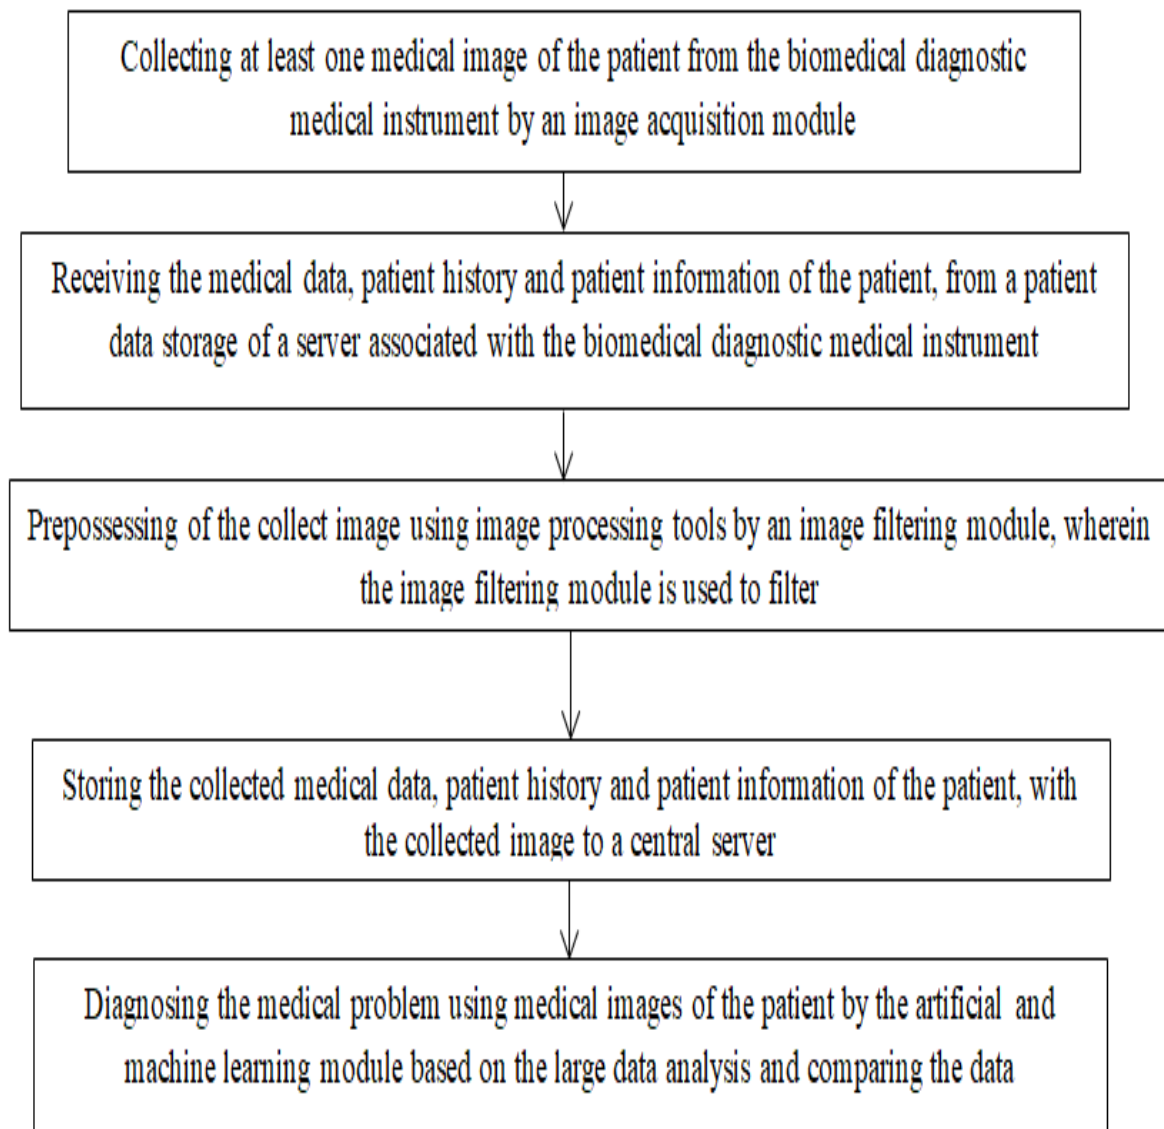 Collecting at least one medical image of the patient from the biomedical diagnostic
medical instrument by an image acquisition module
Receiving the medical data, patient history and patient information of the patient, from a patient
data storage of a server associated with the biomedical diagnostic medical instrument
Prepossessing of the collect image using image processing tools by an image filtering module, wherein
the image filtering module is used to filter
Storing the collected medical data, patient history and patient information of the patient, with
the collected image to a central server
Diagnosing the medical problem using medical images of the patient by the artificial and
machine learning module based on the large data analysis and comparing the data